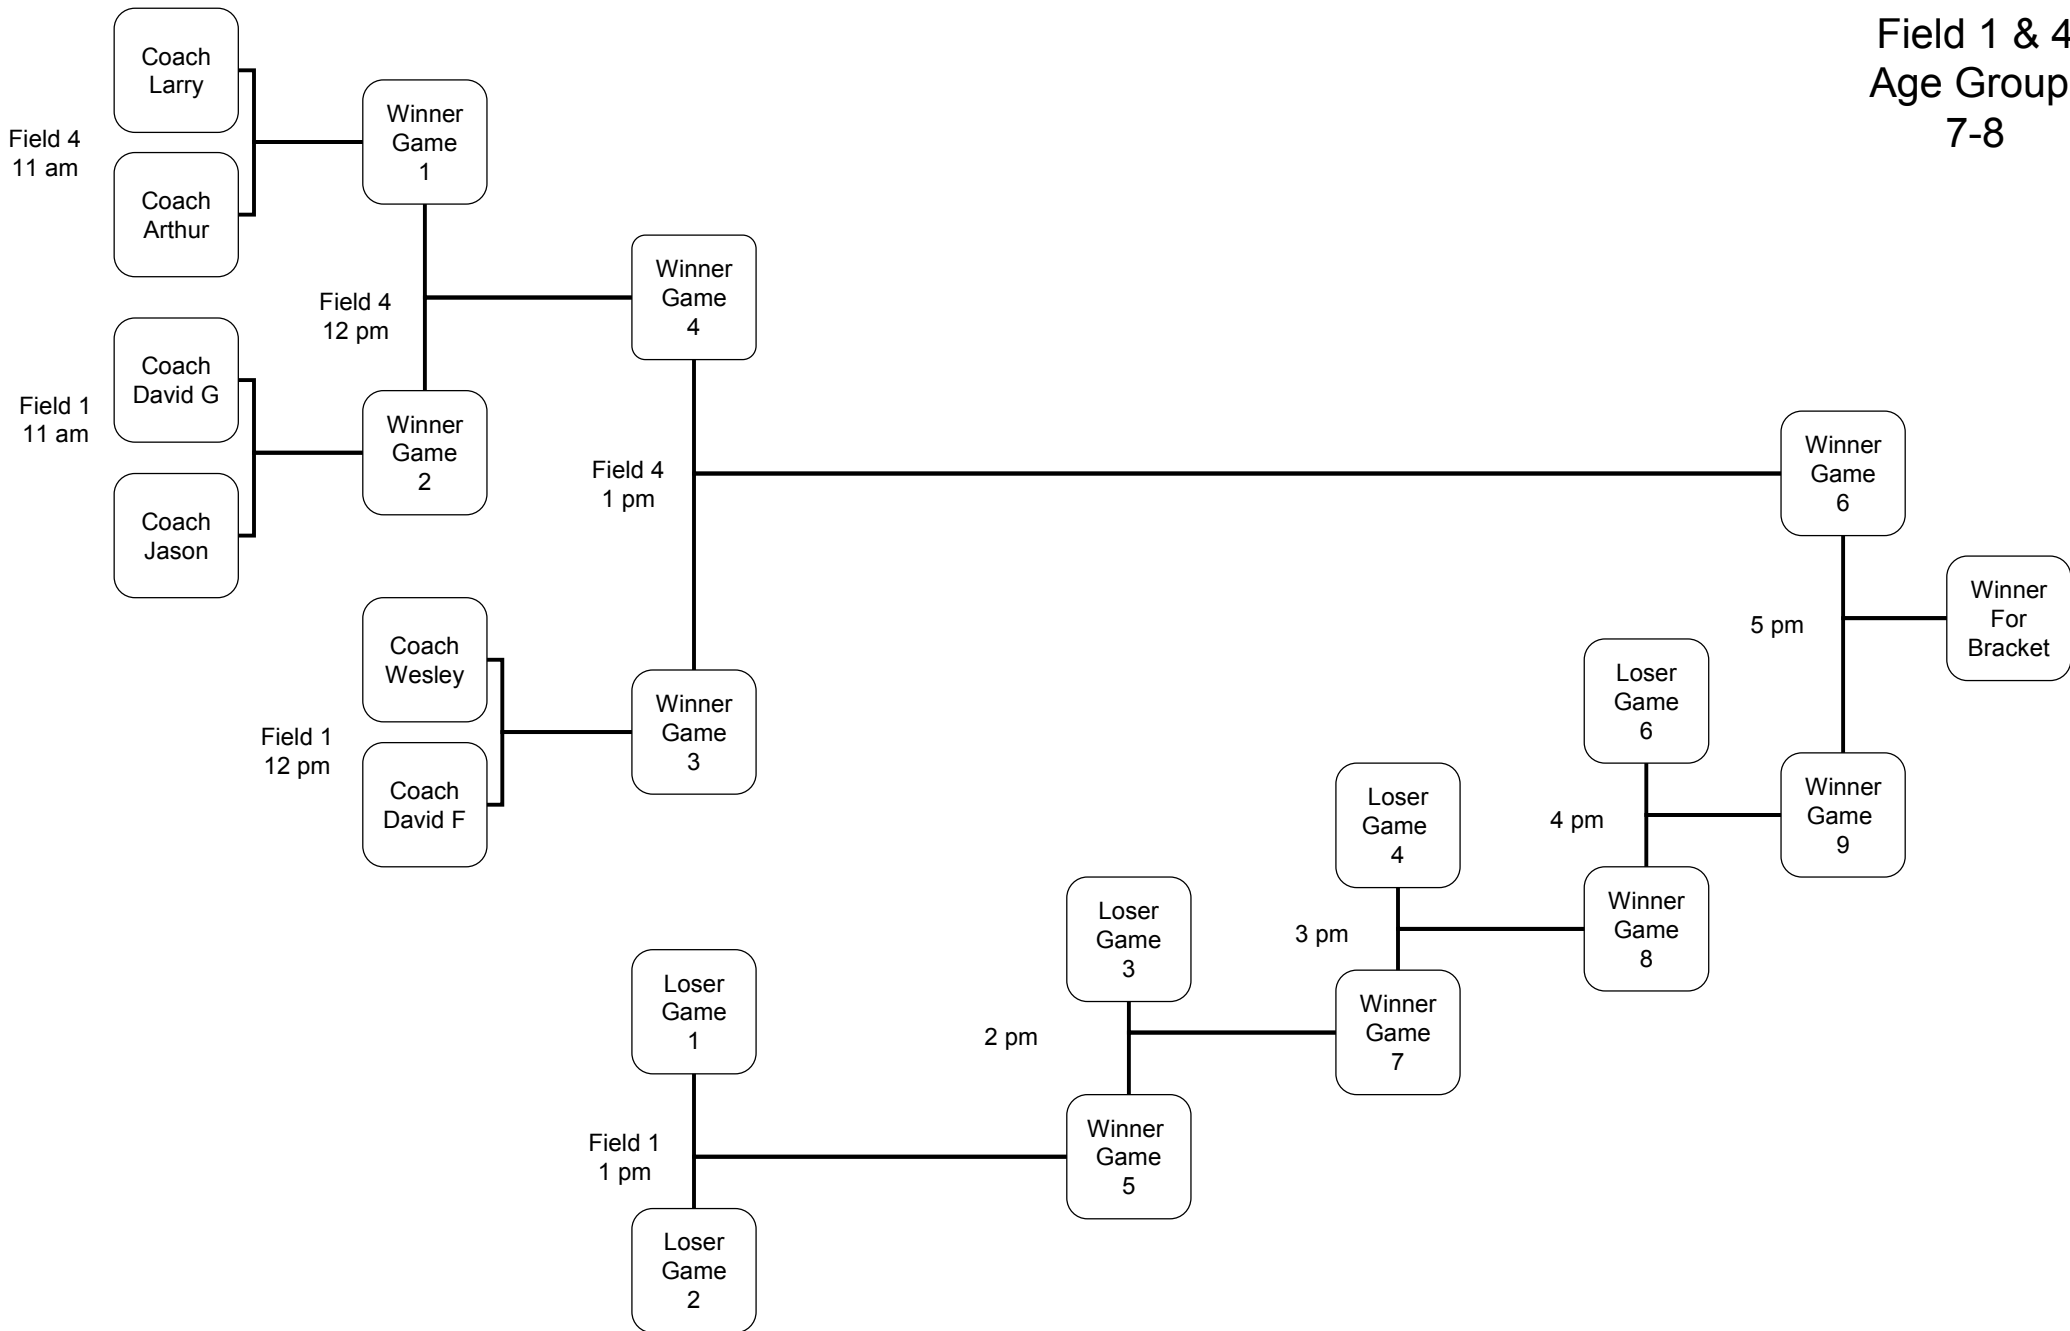 Field 1 & 4
Age Group
7-8
Coach
Larry
Field 4
11 am
Coach
Arthur
Winner
Game
1
Field 4
12 pm
Coach
David G
Field 1
11 am
Coach
Jason
Winner
Game
2
Winner
Game
4
Field 4
1 pm
Coach
Wesley
Field 1
12 pm
Coach
David F
Winner
Game
3
Winner
Game
6
5 pm
Winner
For
Bracket
Loser
Game
6
4 pm
Winner
Game
9
Loser
Game
4
3 pm
Winner
Game
8
Loser
Game
3
2 pm
Winner
Game
7
Loser
Game
1
Field 1
1 pm
Winner
Game
5
Loser
Game
2